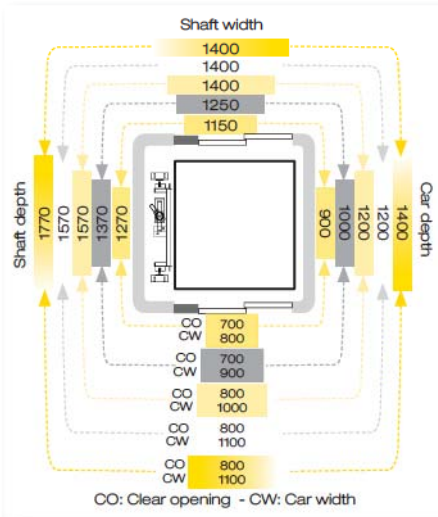 Shaft width
1400
1400
1400
1250
1150
Shaft depth
1770
1570
1570
1370
1270
900
1000
1200
1200
1400
Car depth
CO 700
CW 800
CO 700
CW 900
CO 800
CW 1000
CO 800
CW 1100
CO 800
CW 1100
CO: Clear opening - CW: Car width